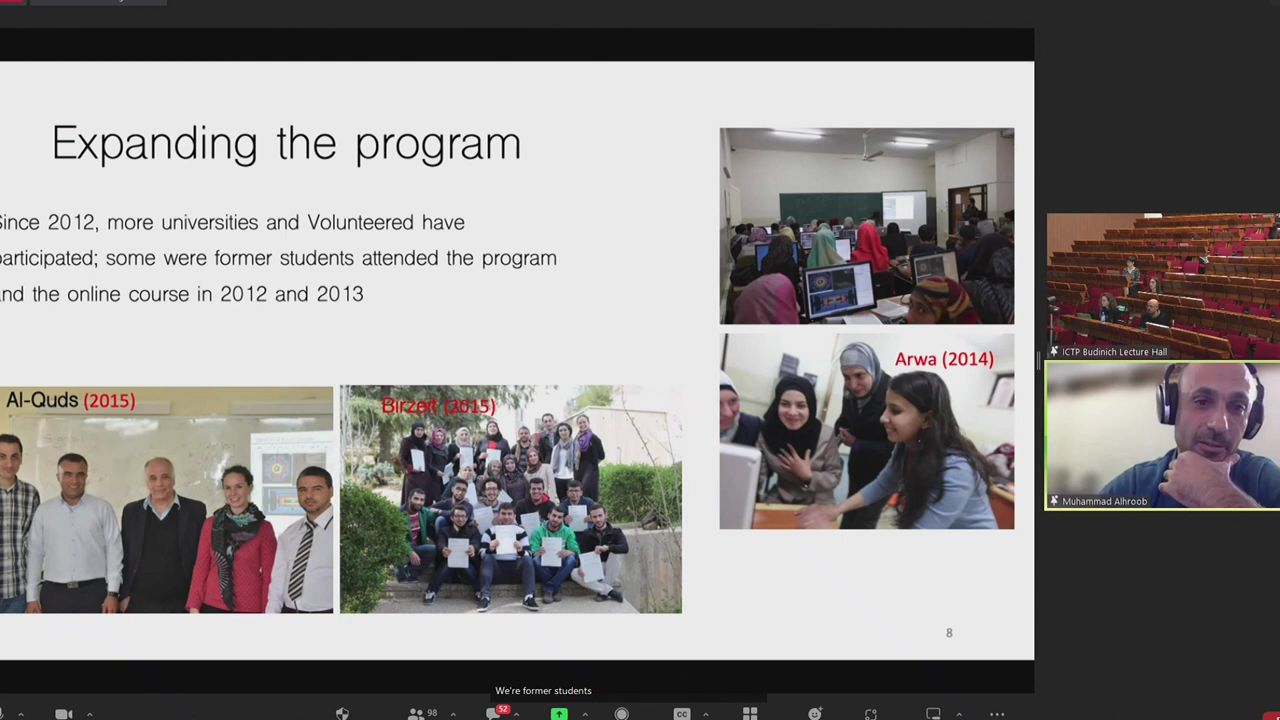 Expanding the program
Since 2012, more universities and Volunteered have
participated; some were former students attended the program
and the online course in 2012 and 2013
Arwa (2014)
Al-Quds (2015)
Birzeit (2015)
8
ICTP Budinich Lecture Hall
Muhammad Alhroob
We're former students
98
52
CC